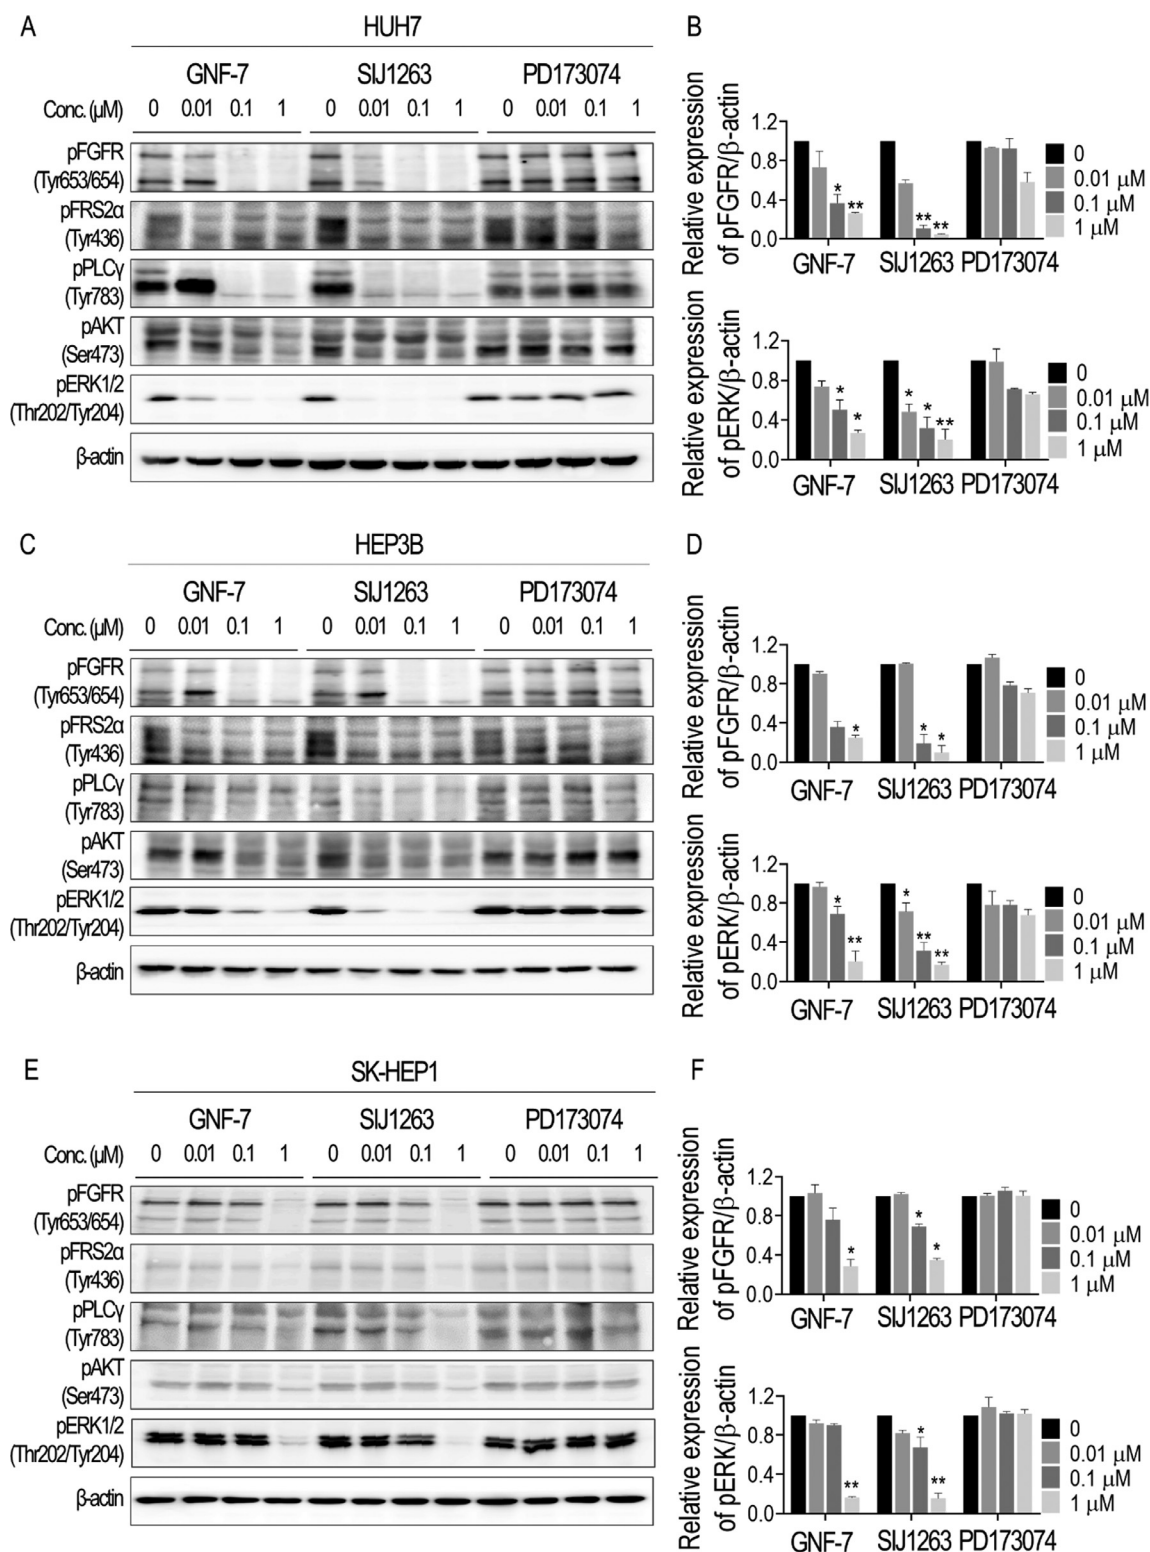 A
HUH7
GNF-7 SIJ1263 PD173074
Conc. (μM) 0 0.01 0.1 1 0 0.01 0.1 1 0 0.01 0.1 1
pFGFR
(Tyr653/654)
pFRS2α
(Tyr436)
pPLCγ
(Tyr783)
pAKT
(Ser473)
pERK1/2
(Thr202/Tyr204)
β-actin
B
Relative expression
of pFGFR/β-actin
1.2
0.8
0.4
0.0
* ** ** **
GNF-7 SIJ1263 PD173074
0
0.01 μM
0.1 μM
1 μM
Relative expression
of pERK/β-actin
1.2
0.8
0.4
0.0
* * * * **
GNF-7 SIJ1263 PD173074
0
0.01 μM
0.1 μM
1 μM
C
HEP3B
GNF-7 SIJ1263 PD173074
Conc. (μM) 0 0.01 0.1 1 0 0.01 0.1 1 0 0.01 0.1 1
pFGFR
(Tyr653/654)
pFRS2α
(Tyr436)
pPLCγ
(Tyr783)
pAKT
(Ser473)
pERK1/2
(Thr202/Tyr204)
β-actin
D
Relative expression
of pFGFR/β-actin
1.2
0.8
0.4
0.0
* * *
GNF-7 SIJ1263 PD173074
0
0.01 μM
0.1 μM
1 μM
Relative expression
of pERK/β-actin
1.2
0.8
0.4
0.0
* ** * ** **
GNF-7 SIJ1263 PD173074
0
0.01 μM
0.1 μM
1 μM
E
SK-HEP1
GNF-7 SIJ1263 PD173074
Conc. (μM) 0 0.01 0.1 1 0 0.01 0.1 1 0 0.01 0.1 1
pFGFR
(Tyr653/654)
pFRS2α
(Tyr436)
pPLCγ
(Tyr783)
pAKT
(Ser473)
pERK1/2
(Thr202/Tyr204)
β-actin
F
Relative expression
of pFGFR/β-actin
1.2
0.8
0.4
0.0
* * *
GNF-7 SIJ1263 PD173074
0
0.01 μM
0.1 μM
1 μM
Relative expression
of pERK/β-actin
1.2
0.8
0.4
0.0
** * **
GNF-7 SIJ1263 PD173074
0
0.01 μM
0.1 μM
1 μM